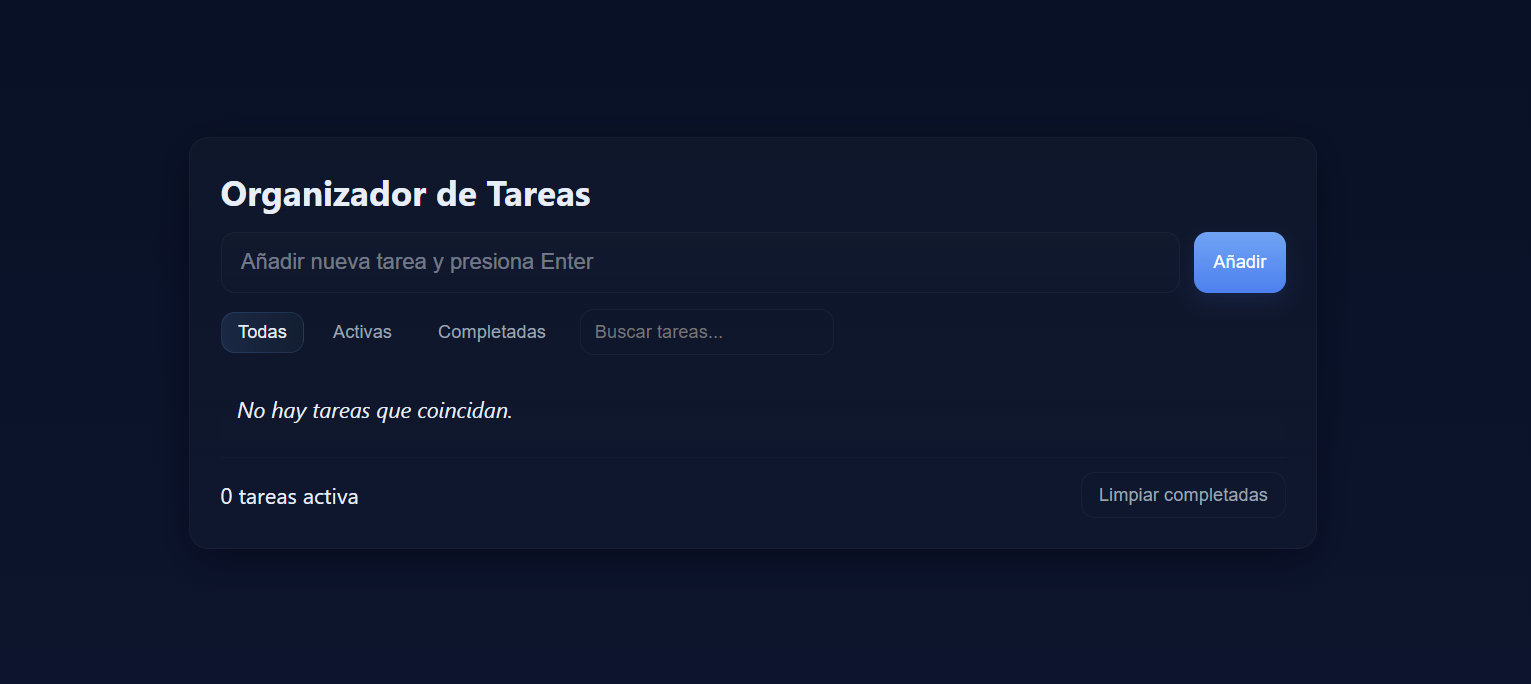 Organizador de Tareas
Añadir nueva tarea y presiona Enter
Añadir
Todas
Activas
Completadas
Buscar tareas...
No hay tareas que coincidan.
0 tareas activa
Limpiar completadas